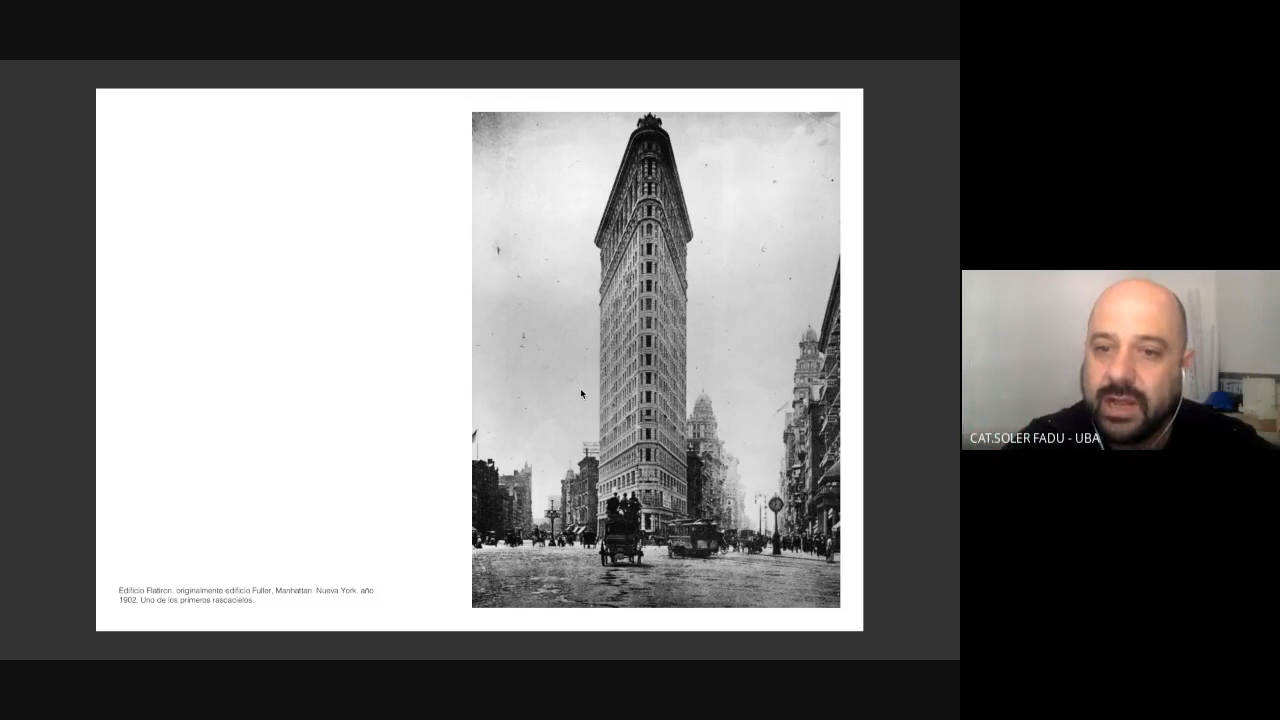 Edificio Flatiron, originalmente edificio Fuller, Manhattan. Nueva York. año
1902. Uno de los primeros rascacielos.
CAT.SOLER FADU - UBA